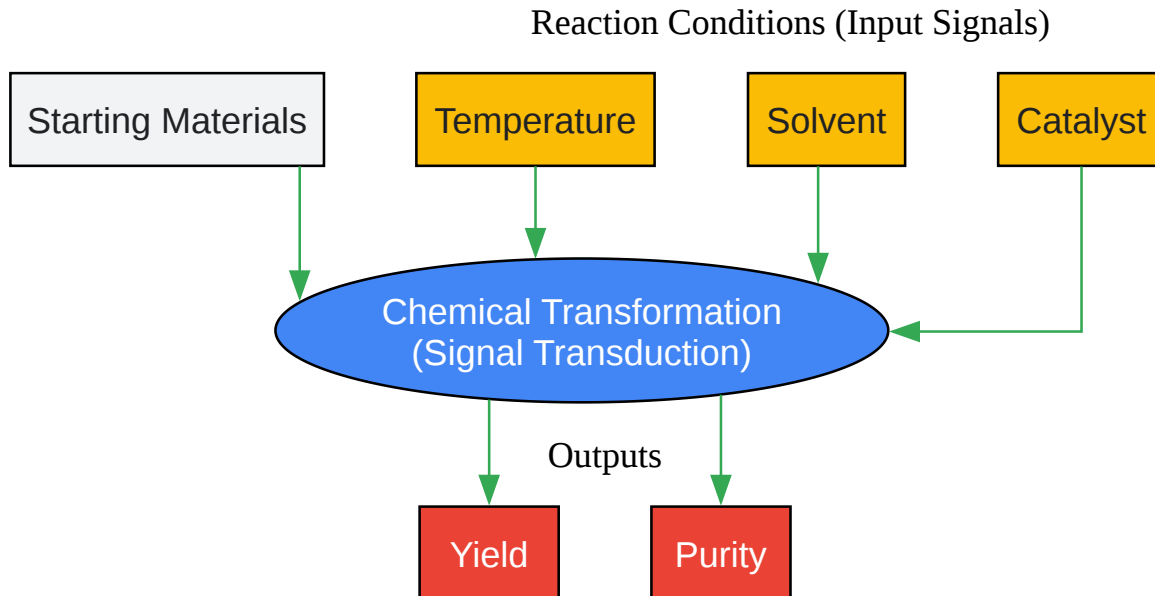 Reaction Conditions (Input Signals)
Starting Materials
Temperature
Solvent
Catalyst
Chemical Transformation
(Signal Transduction)
Outputs
Yield
Purity